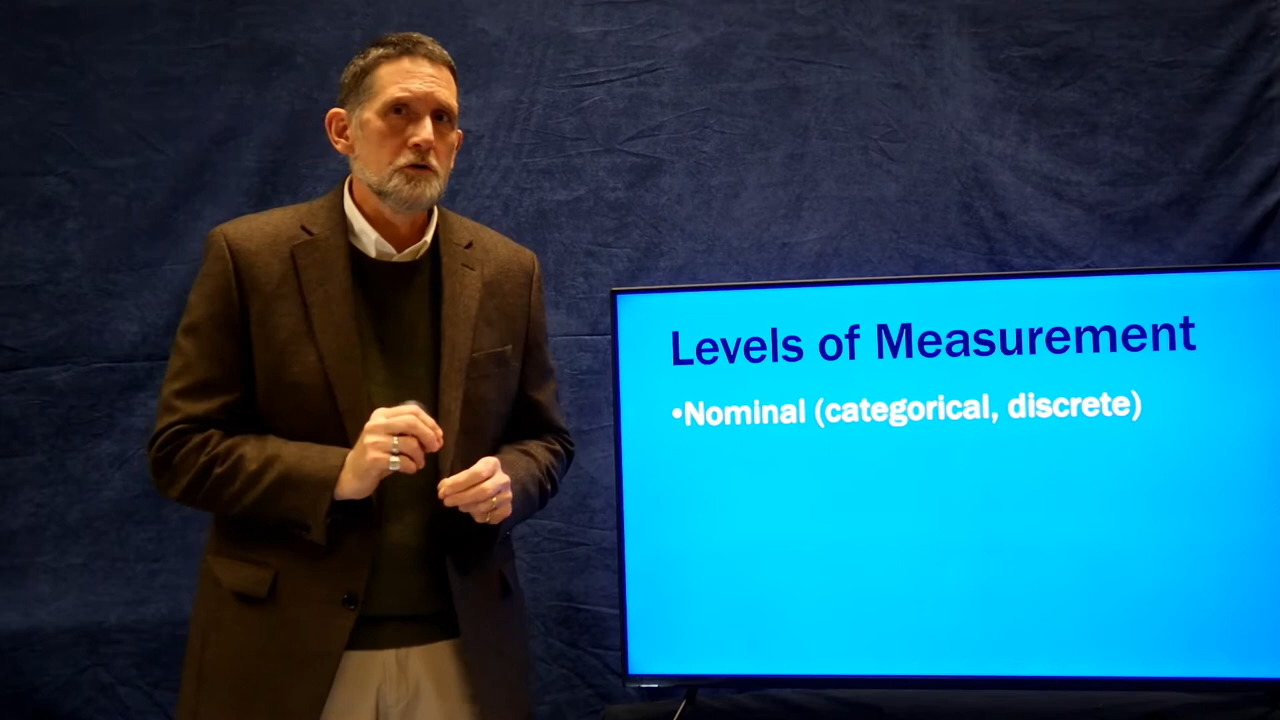 Levels of Measurement
•Nominal (categorical, discrete)